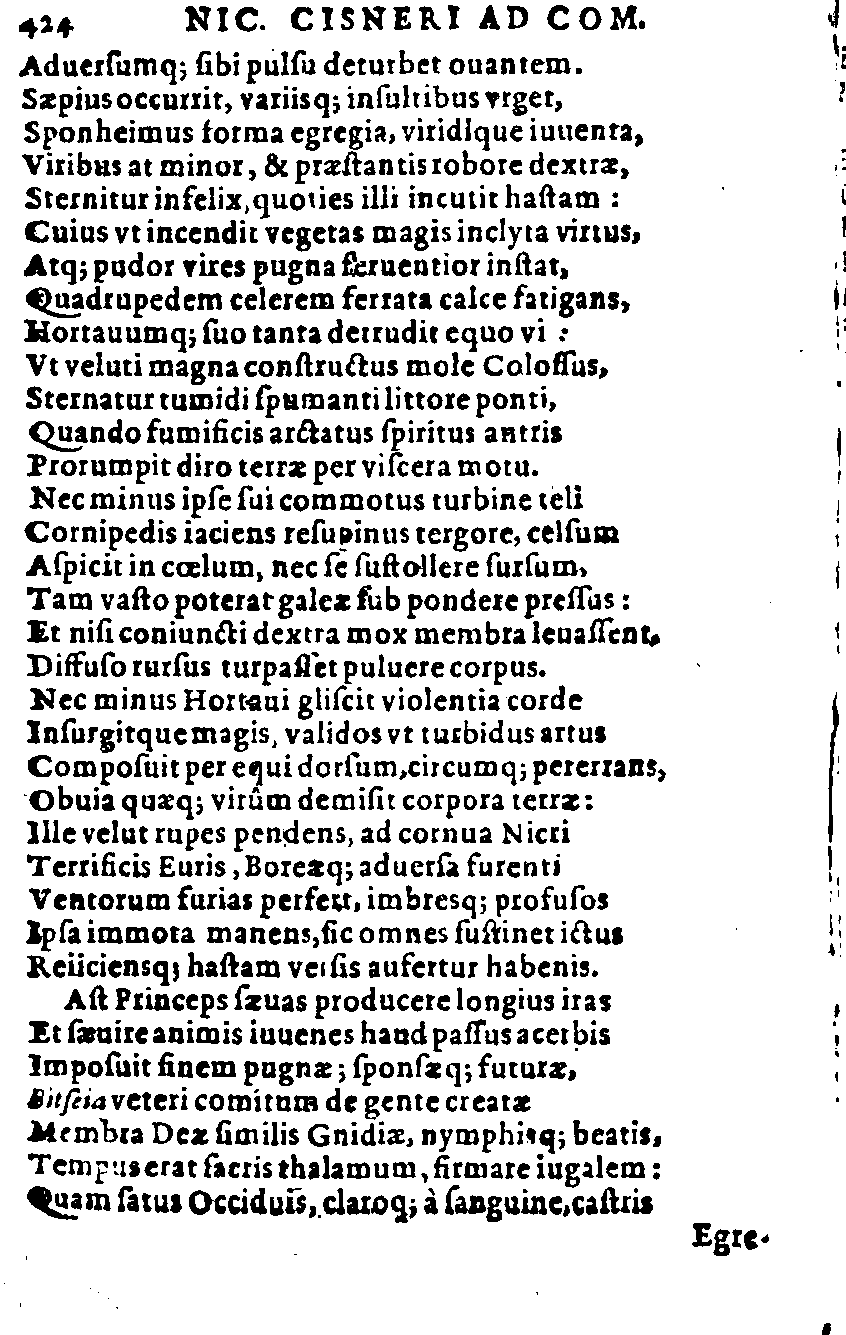 424 NIC. CISNERI AD COM.
Aduerſumq; ſibi pulſu deturbet ouantem.
Sæpius occurrit, variisq; inſultibus vrget,
Sponheimus forma egregia, viridique iuuenta,
Viribus at minor, & præſtantis robore dextræ,
Sternitur infelix, quoties illi incutit haſtam :
Cuius vt incendit vegetas magis inclyta virtus,
Atq; pudor vires pugna feruentior inſtat,
Quadrupedem celerem ferrata calce fatigans,
Hortauumq; ſuo tanta detrudit equo vi :
Vt veluti magna conſtructus mole Coloſſus,
Sternatur tumidi ſpumanti littore ponti,
Quando fumificis arctatus ſpiritus antris
Prorumpit diro terræ per viſcera motu.
Nec minus ipſe ſui commotus turbine teli
Cornipedis iaciens reſupinus tergore, celſum
Aſpicit in cœlum, nec ſe ſuſtollere ſurſum,
Tam vaſto poterat galeæ ſub pondere preſſus :
Et niſi coniuncti dextra mox membra leuaſſent,
Diffuſo rurſus turpaſſet puluere corpus.
Nec minus Hortaui gliſcit violentia corde
Inſurgitque magis, validos vt turbidus artus
Compoſuit per equi dorſum, circumq; pererrans,
Obuia quæq; virûm demiſit corpora terræ :
Ille velut rupes pendens, ad cornua Nicri
Terrificis Euris, Boreæq; aduerſa furenti
Ventorum furias perfert, imbresq; profuſos
Ipſa immota manens, ſic omnes ſuſtinet ictus
Reiiciensq; haſtam verſis aufertur habenis.
Aſt Princeps ſæuas producere longius iras
Et ſæuire animis iuuenes haud paſſus acerbis
Impoſuit finem pugnæ ; ſponſæq; futuræ,
Bitſeia veteri comitum de gente creatæ
Membra Deæ ſimilis Gnidiæ, nymphisq; beatis,
Tempus erat ſacris thalamum, firmare iugalem :
Quam ſatus Occiduis, claroq; à ſanguine, caſtris
Egre-